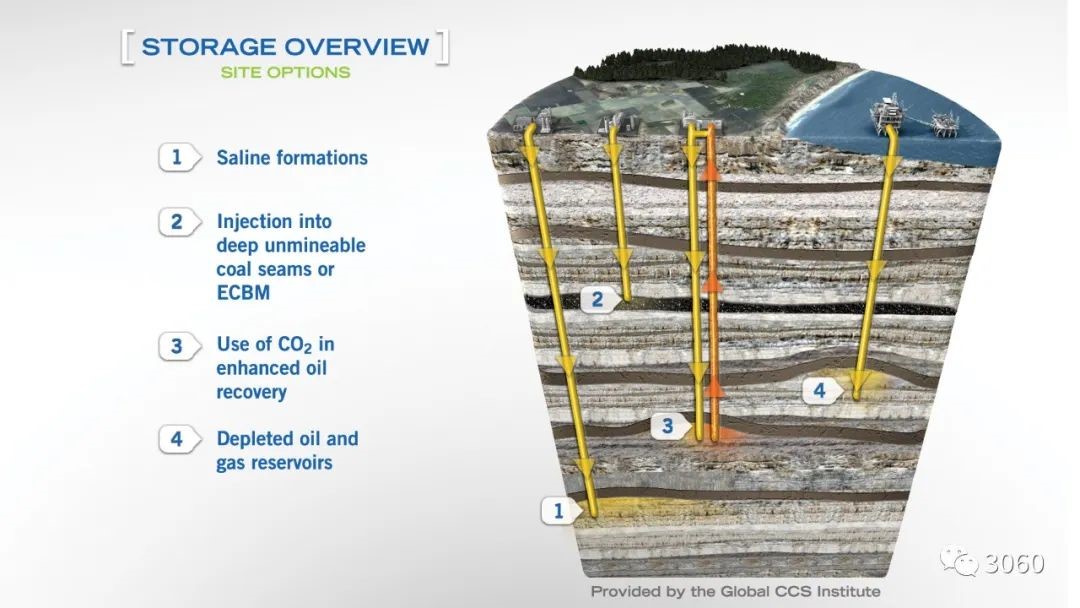 STORAGE OVERVIEW
SITE OPTIONS
1 Saline formations
2 Injection into
deep unmineable
coal seams or
ECBM
3 Use of CO₂ in
enhanced oil
recovery
4 Depleted oil and
gas reservoirs
2
4
3
1
3060
Provided by the Global CCS Institute